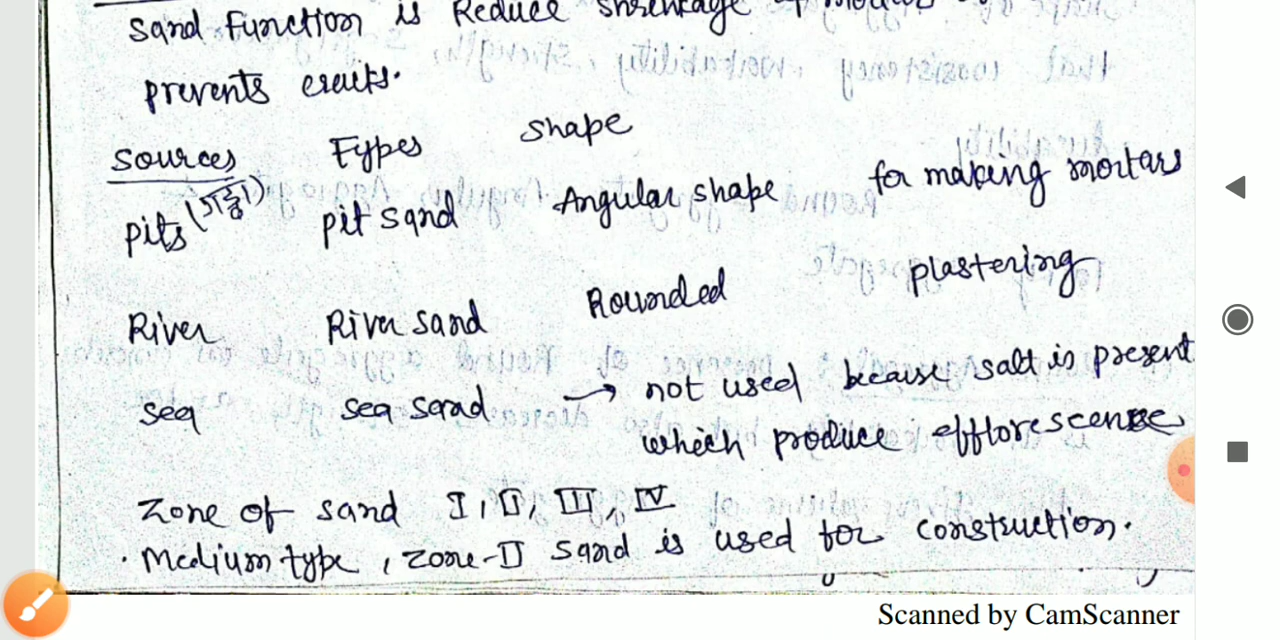 sand Function is Reduce shrinkage of
prevents cracks.
Sources Types shape
Pits (गड्ढा) pit sand Angular shape for making mortars
River River sand Rounded plastering
sea sea sand → not used because salt is present
which produce efflorescence
Zone of sand I, II, III, IV
. Medium type, zone-II sand is used for construction.
Scanned by CamScanner